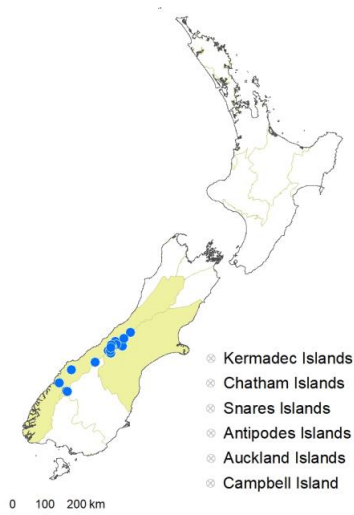 Kermadec Islands
Chatham Islands
Snares Islands
Antipodes Islands
Auckland Islands
Campbell Island
0 100 200 km